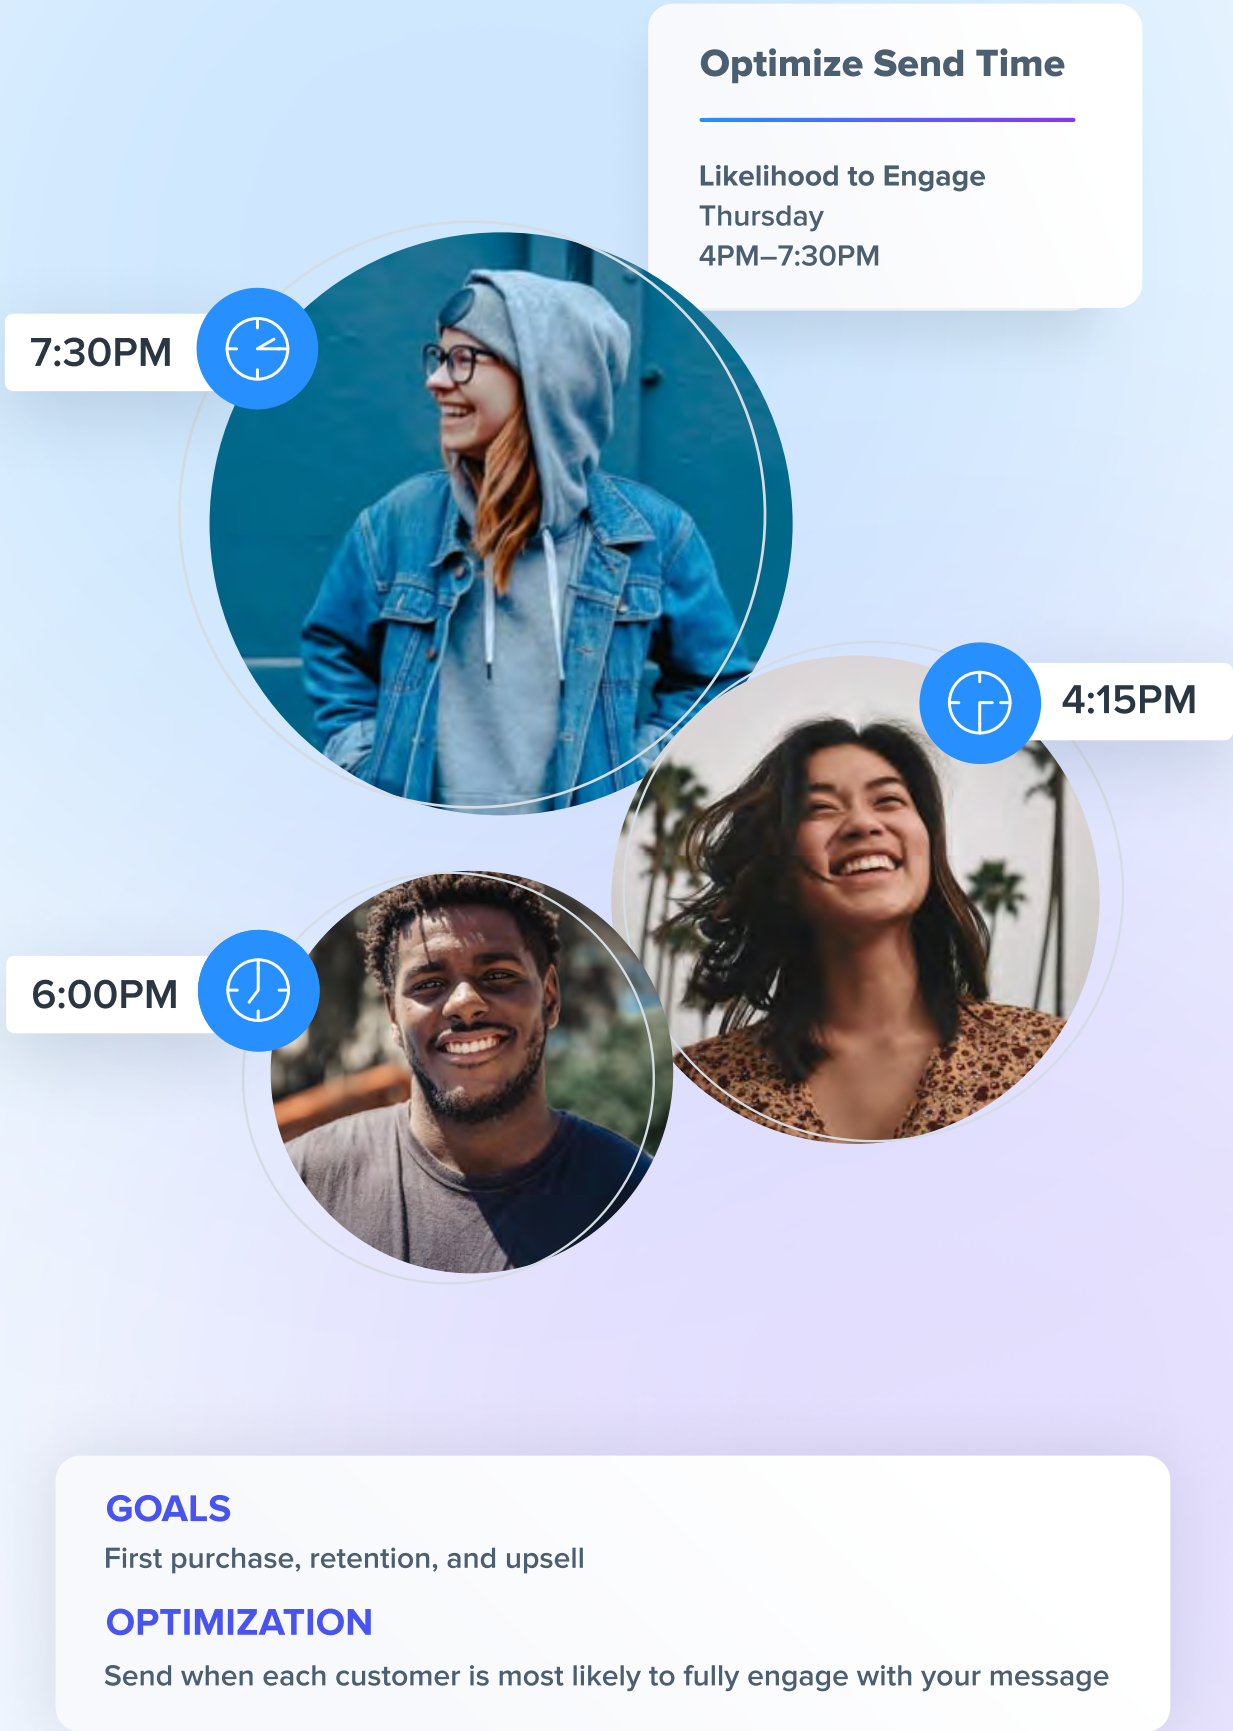 Optimize Send Time
Likelihood to Engage
Thursday
4PM–7:30PM
7:30PM
4:15PM
6:00PM
GOALS
First purchase, retention, and upsell
OPTIMIZATION
Send when each customer is most likely to fully engage with your message